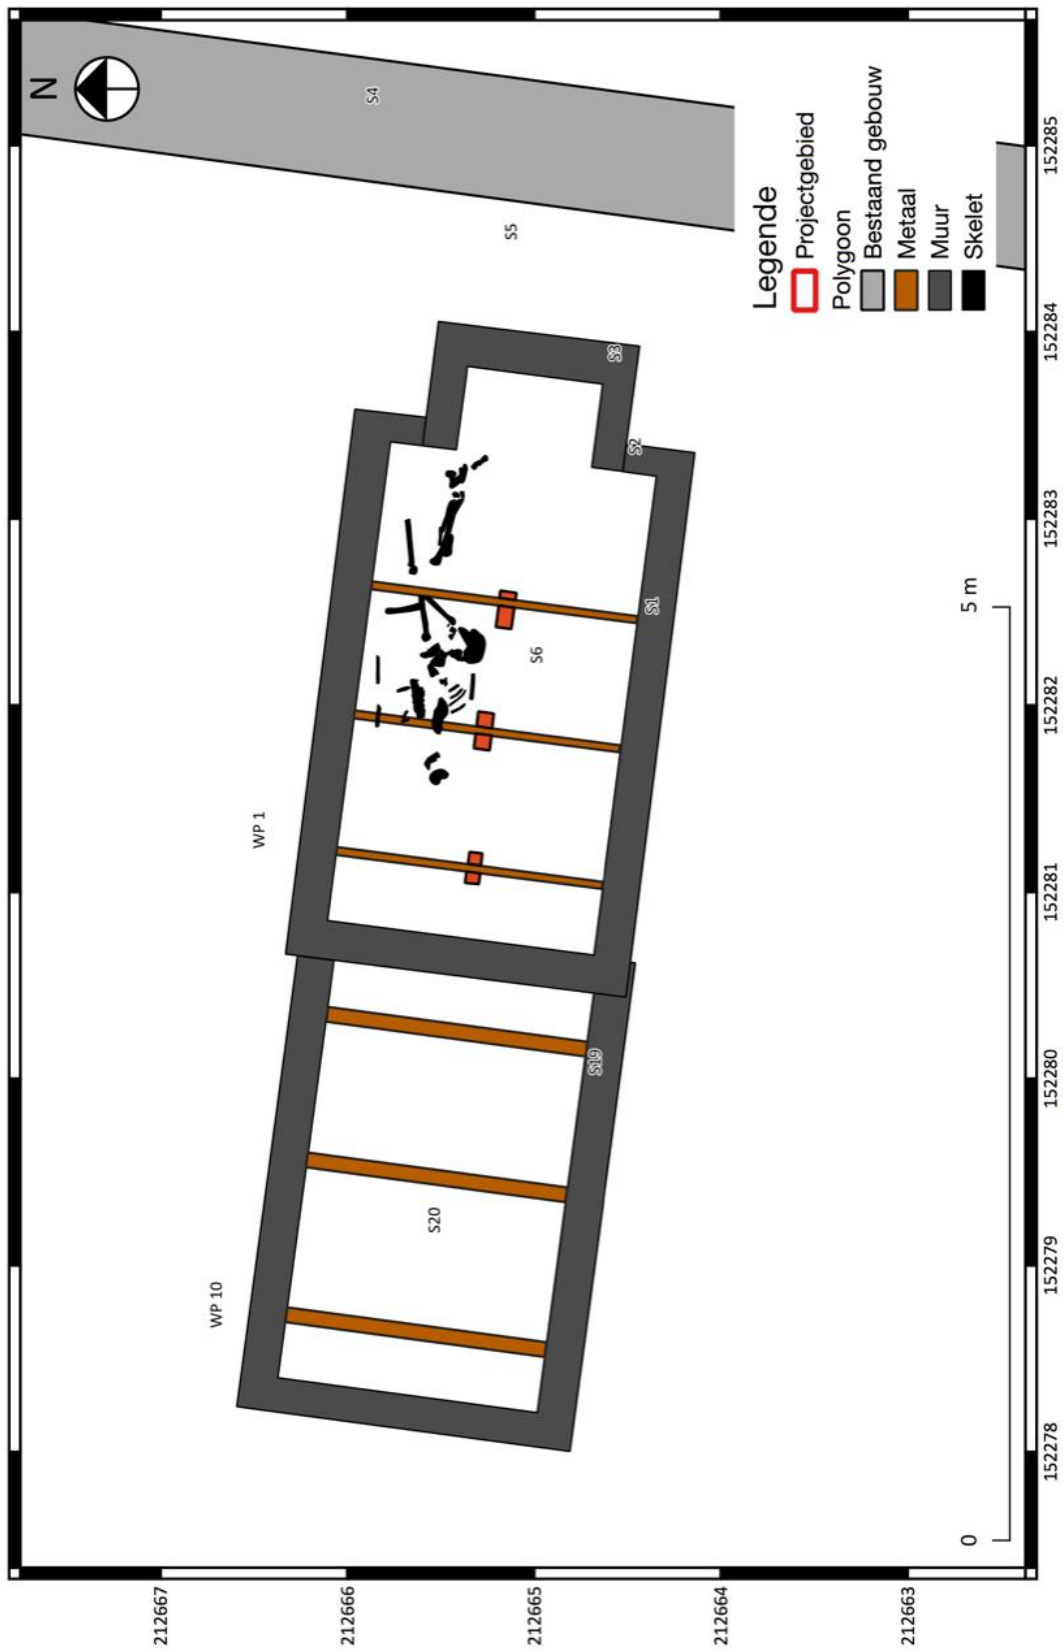 N
S4
S5
S3
S2
S1
S6
WP 1
S19
S20
WP 10
Legende
Projectgebied
Polygoon
Bestaand gebouw
Metaal
Muur
Skelet
0
5 m
152278
152279
152280
152281
152282
152283
152284
152285
212667
212666
212665
212664
212663